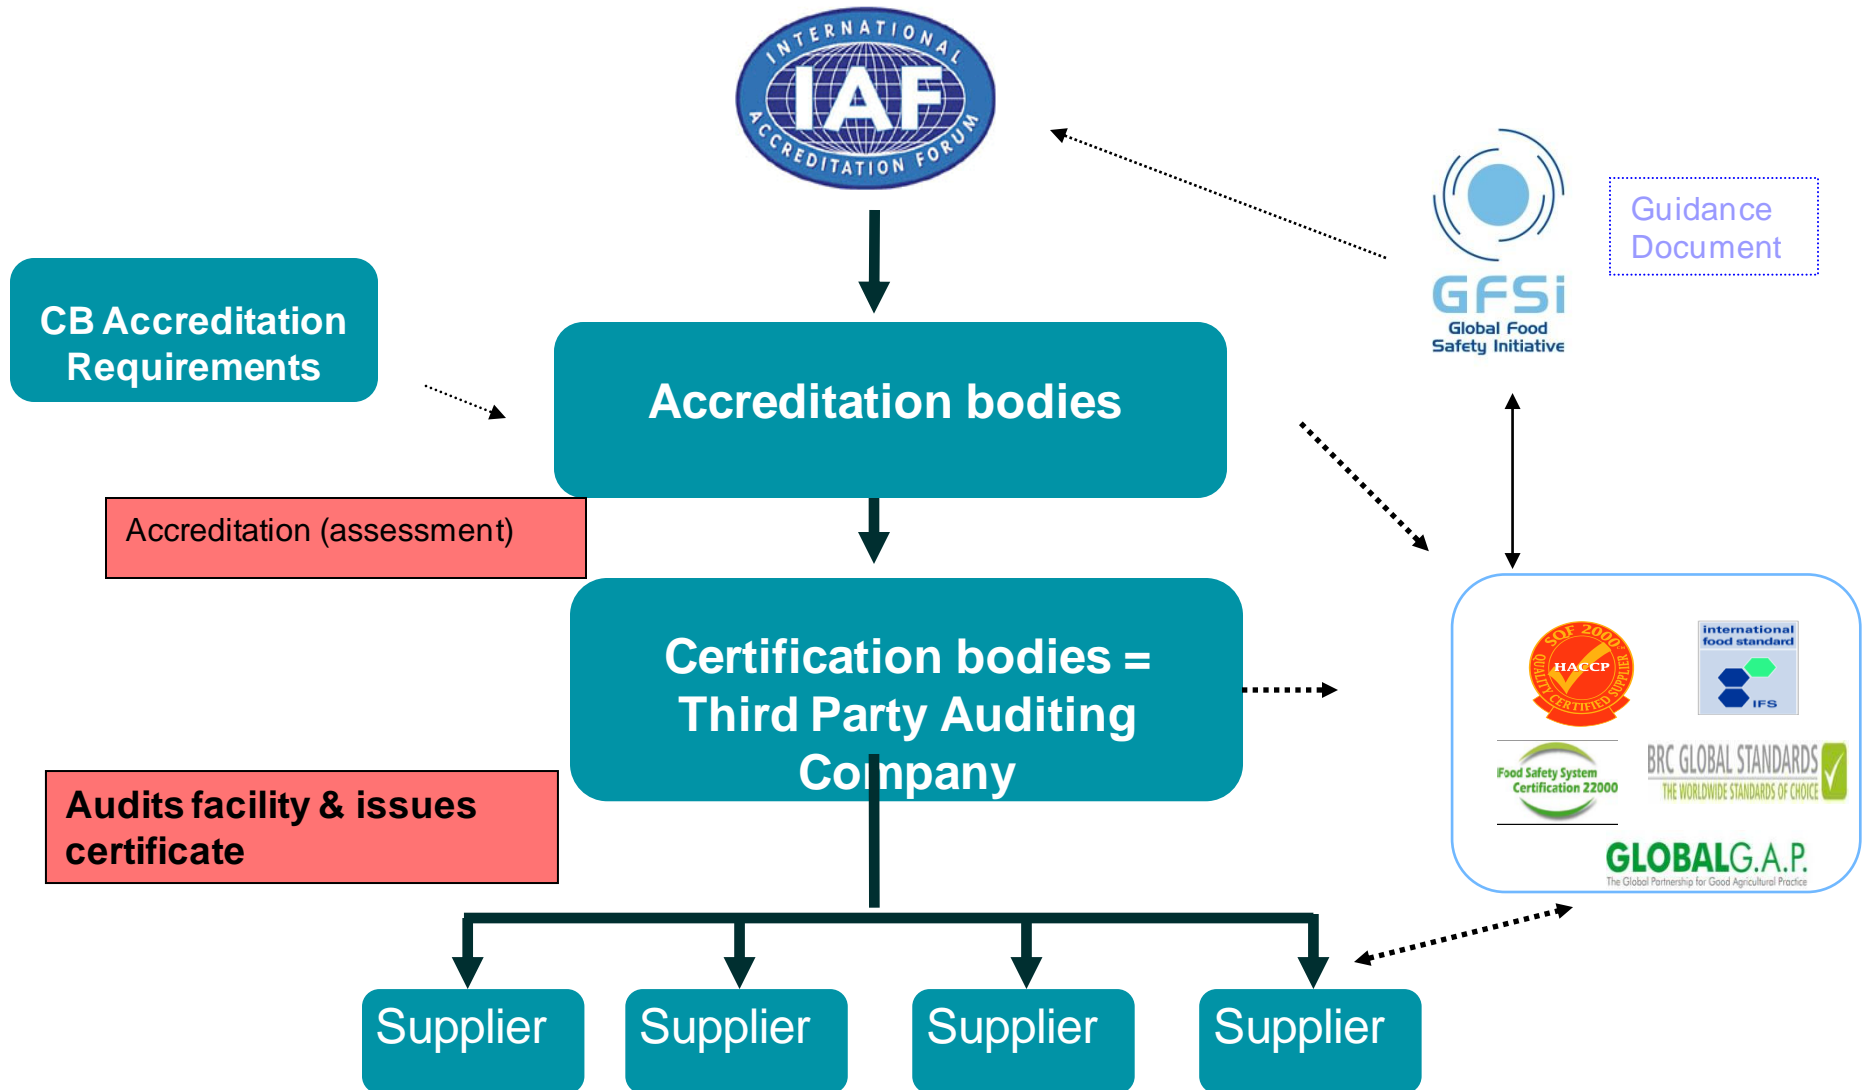 INTERNATIONAL
IAF
ACCREDITATION FORUM
GFSi
Global Food
Safety Initiative
Guidance
Document
CB Accreditation
Requirements
Accreditation bodies
Accreditation (assessment)
Certification bodies =
Third Party Auditing
Company
SQF 2000
HACCP
QUALITY CERTIFIED SUPPLIER
international
food standard
IFS
Food Safety System
Certification 22000
BRC GLOBAL STANDARDS
THE WORLDWIDE STANDARDS OF CHOICE
GLOBALG.A.P.
The Global Partnership for Good Agricultural Practice
Audits facility & issues
certificate
Supplier
Supplier
Supplier
Supplier